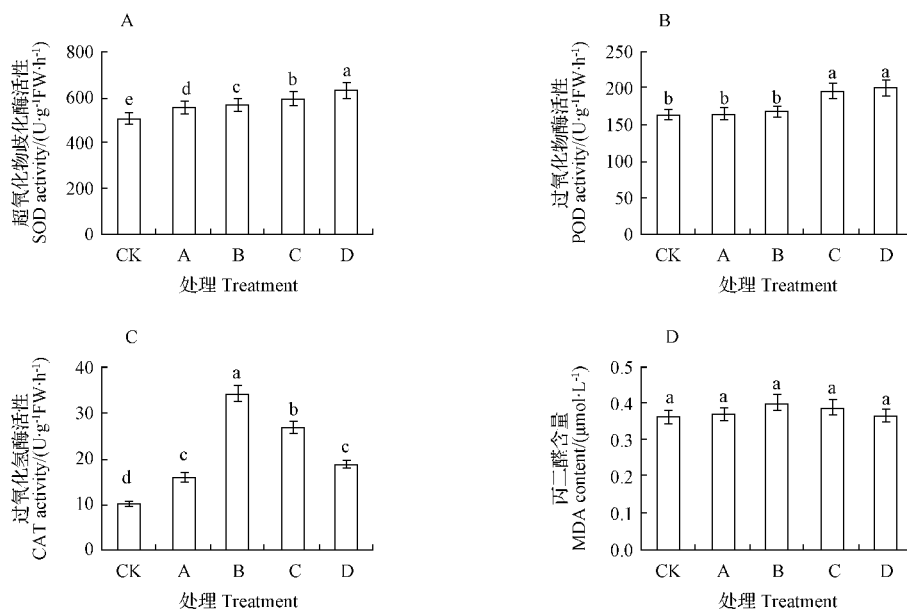 A
超氧化物歧化酶活性
SOD activity/(U·g⁻¹FW·h⁻¹)
800
600
400
200
0
e
d
c
b
a
CK A B C D
处理 Treatment
B
过氧化物酶活性
POD activity/(U·g⁻¹FW·h⁻¹)
250
200
150
100
50
0
b
b
b
a
a
CK A B C D
处理 Treatment
C
过氧化氢酶活性
CAT activity/(U·g⁻¹FW·h⁻¹)
40
30
20
10
0
d
c
a
b
c
CK A B C D
处理 Treatment
D
丙二醛含量
MDA content/(μmol·L⁻¹)
0.5
0.4
0.3
0.2
0.1
0.0
a
a
a
a
a
CK A B C D
处理 Treatment